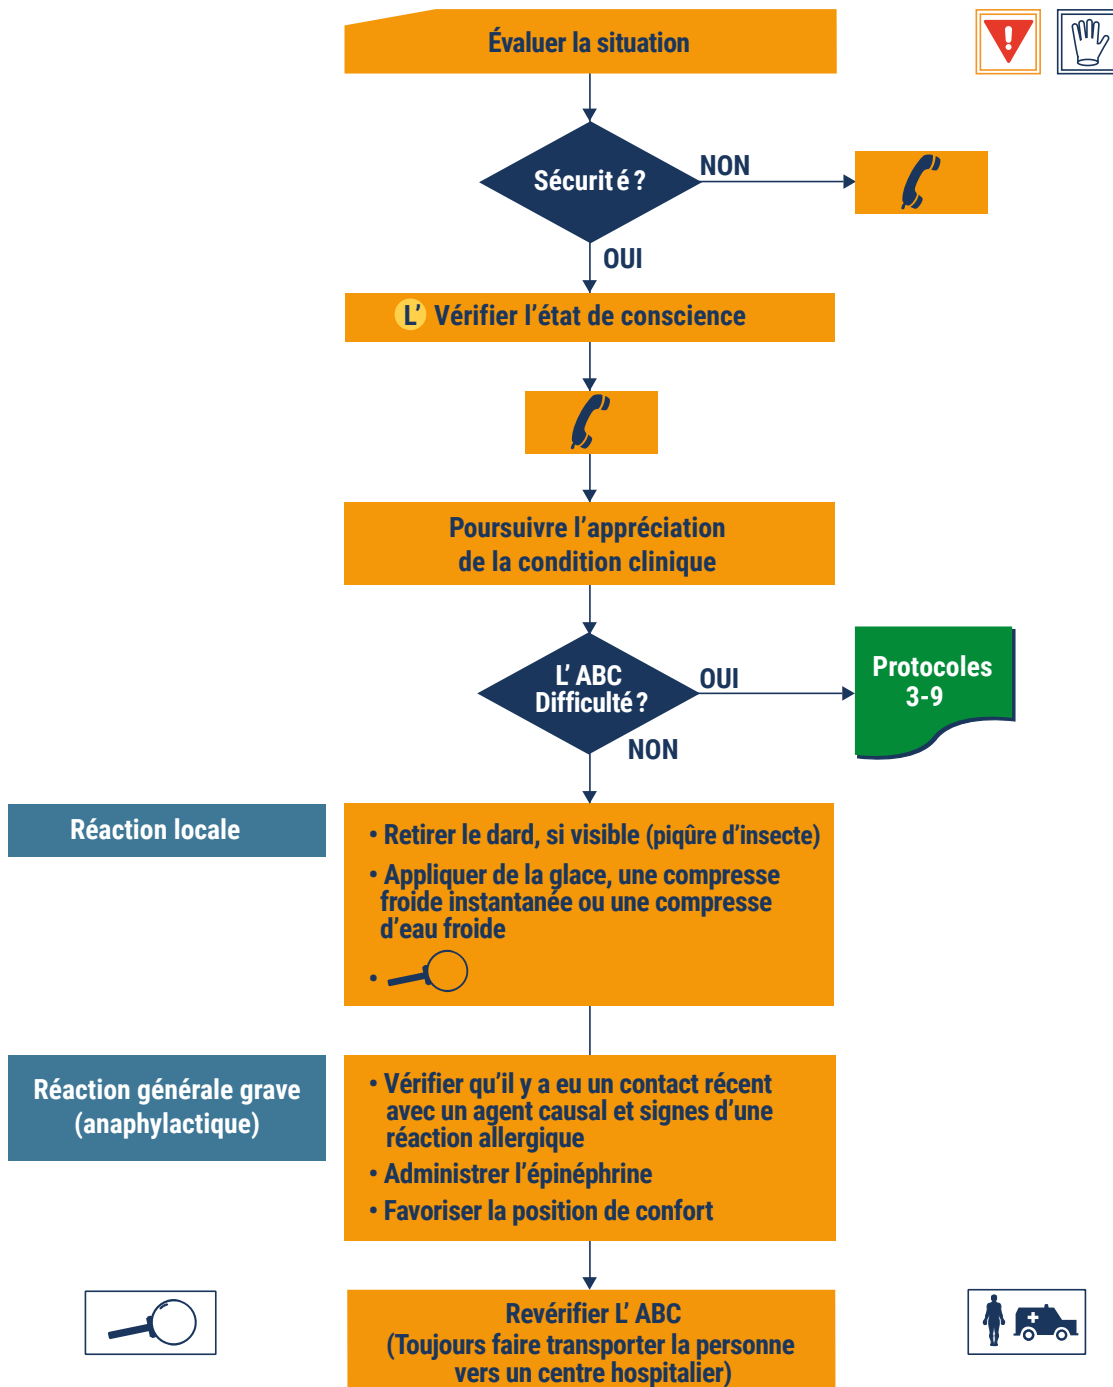 Évaluer la situation
Sécurité ?
NON
OUI
L' Vérifier l'état de conscience
Poursuivre l'appréciation
de la condition clinique
L' ABC
Difficulté ?
OUI
Protocoles
3-9
NON
Réaction locale
• Retirer le dard, si visible (piqûre d'insecte)
• Appliquer de la glace, une compresse
froide instantanée ou une compresse
d'eau froide
•
Réaction générale grave
(anaphylactique)
• Vérifier qu'il y a eu un contact récent
avec un agent causal et signes d'une
réaction allergique
• Administrer l'épinéphrine
• Favoriser la position de confort
Revérifier L' ABC
(Toujours faire transporter la personne
vers un centre hospitalier)